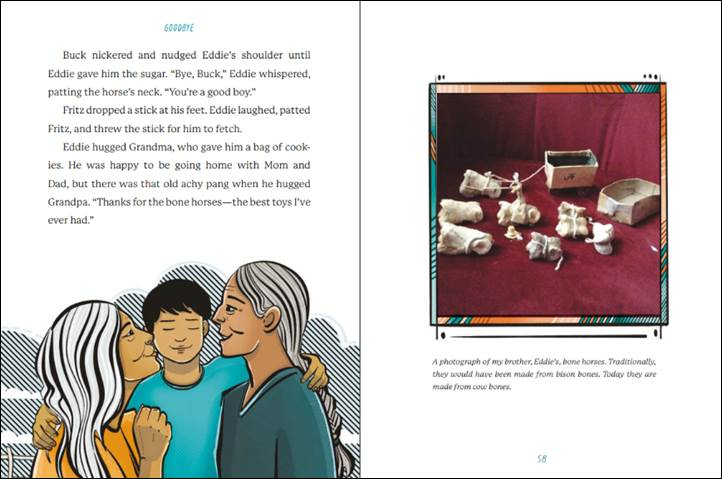 GOODBYE
Buck nickered and nudged Eddie's shoulder until
Eddie gave him the sugar. "Bye, Buck," Eddie whispered,
patting the horse's neck. "You're a good boy."
Fritz dropped a stick at his feet. Eddie laughed, patted
Fritz, and threw the stick for him to fetch.
Eddie hugged Grandma, who gave him a bag of cook-
ies. He was happy to be going home with Mom and
Dad, but there was that old achy pang when he hugged
Grandpa. "Thanks for the bone horses—the best toys I've
ever had."
A photograph of my brother, Eddie's, bone horses. Traditionally,
they would have been made from bison bones. Today they are
made from cow bones.
58